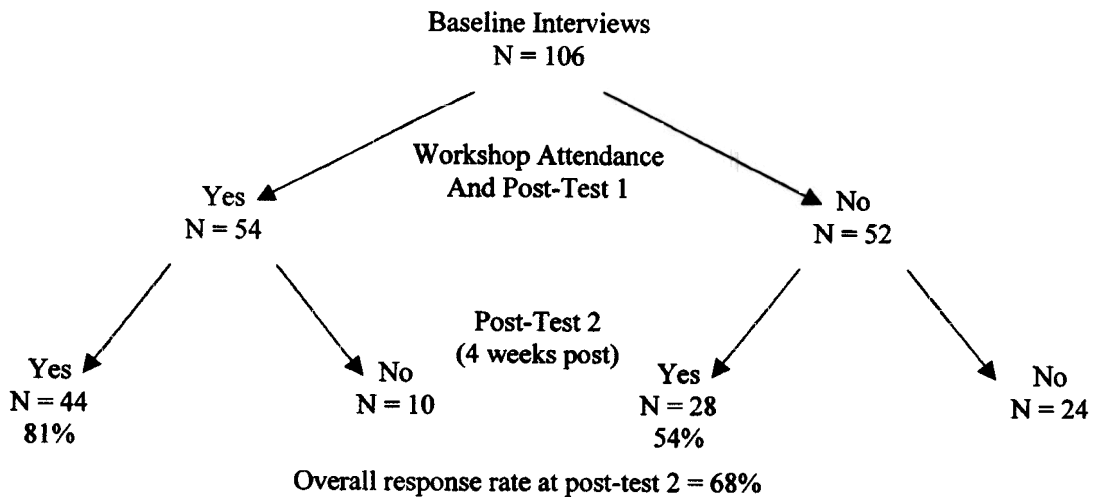 Baseline Interviews
N = 106
Workshop Attendance
And Post-Test 1
Yes
N = 54
No
N = 52
Post-Test 2
(4 weeks post)
Yes
N = 44
81%
No
N = 10
Yes
N = 28
54%
No
N = 24
Overall response rate at post-test 2 = 68%